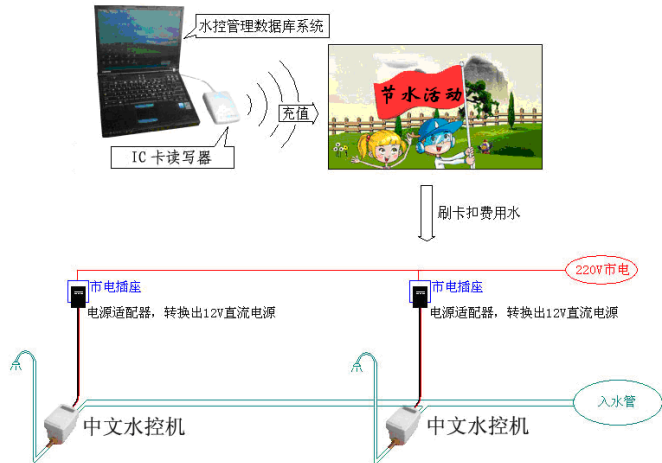 水控管理数据库系统
节水活动
充值
IC卡读写器
刷卡扣费用水
220V市电
市电插座
市电插座
电源适配器，转换出12V直流电源
电源适配器，转换出12V直流电源
入水管
中文水控机
中文水控机